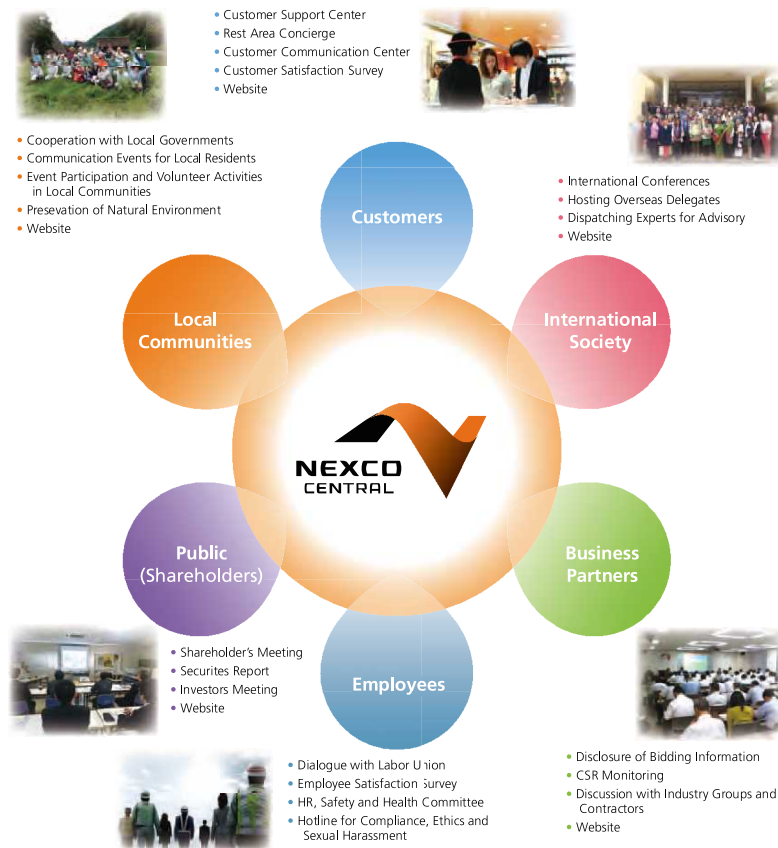 • Customer Support Center
• Rest Area Concierge
• Customer Communication Center
• Customer Satisfaction Survey
• Website
• Cooperation with Local Governments
• Communication Events for Local Residents
• Event Participation and Volunteer Activities
in Local Communities
• Presevation of Natural Environment
• Website
• International Conferences
• Hosting Overseas Delegates
• Dispatching Experts for Advisory
• Website
Customers
Local
Communities
International
Society
NEXCO
CENTRAL
Public
(Shareholders)
Business
Partners
Employees
• Shareholder's Meeting
• Securites Report
• Investors Meeting
• Website
• Dialogue with Labor Union
• Employee Satisfaction Survey
• HR, Safety and Health Committee
• Hotline for Compliance, Ethics and
Sexual Harassment
• Disclosure of Bidding Information
• CSR Monitoring
• Discussion with Industry Groups and
Contractors
• Website